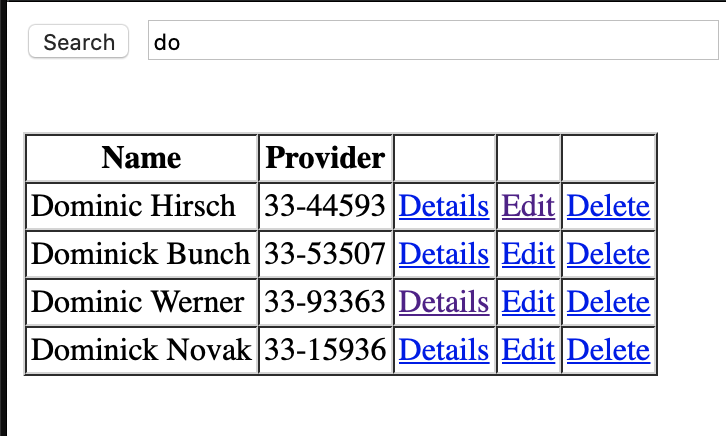 Search do
Name Provider
Dominic Hirsch 33-44593 Details Edit Delete
Dominick Bunch 33-53507 Details Edit Delete
Dominic Werner 33-93363 Details Edit Delete
Dominick Novak 33-15936 Details Edit Delete